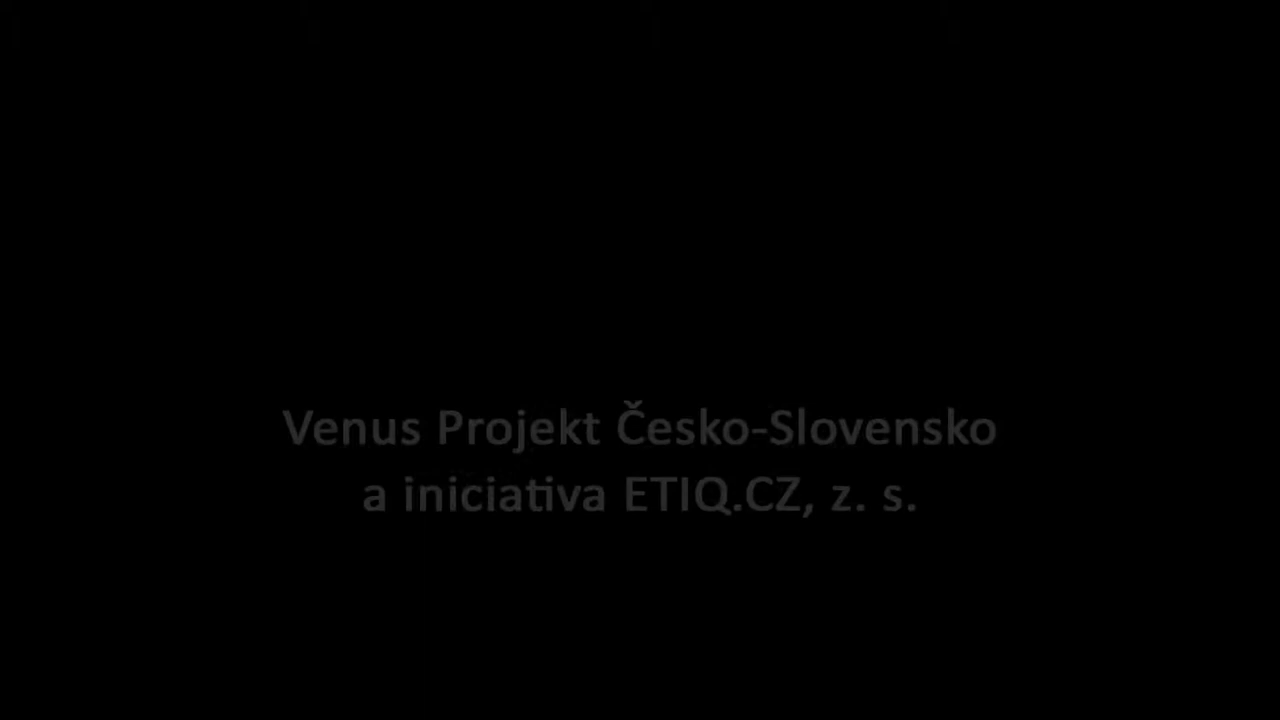 Venus Projekt Česko-Slovensko
a iniciativa ETIQ.CZ, z. s.